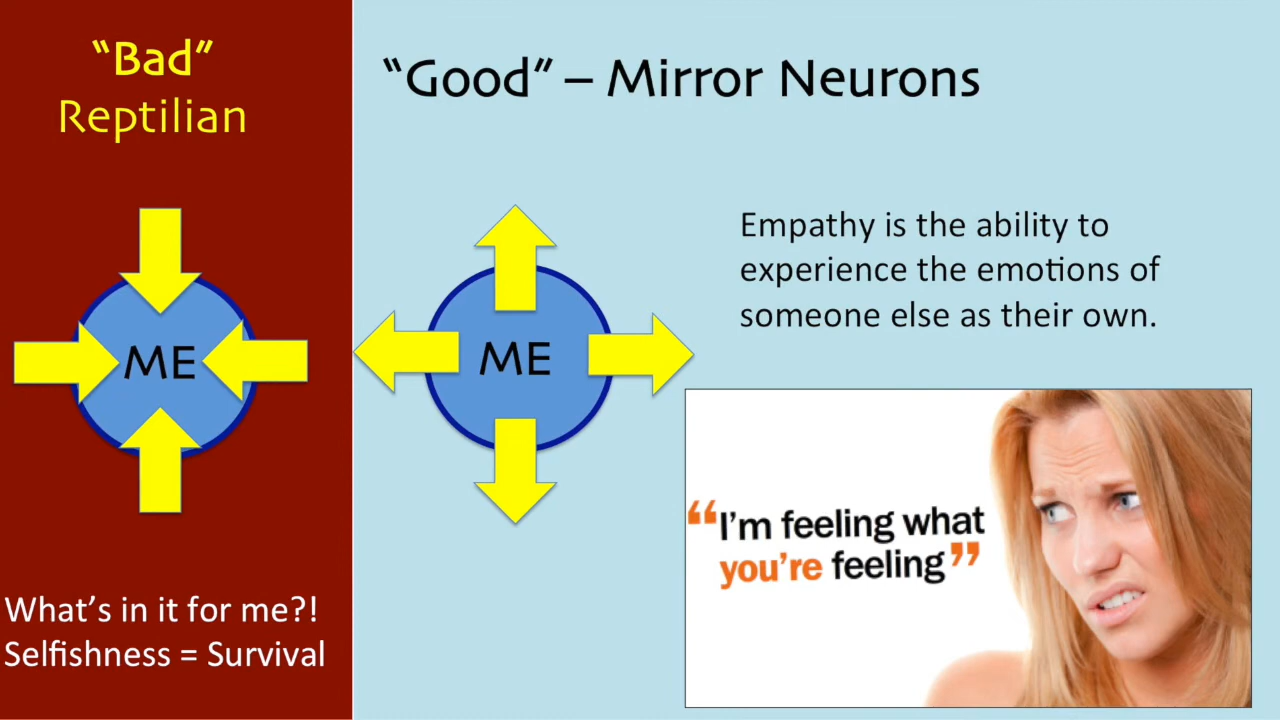 “Bad”
Reptilian
ME
What’s in it for me?!
Selfishness = Survival
“Good” – Mirror Neurons
ME
Empathy is the ability to
experience the emotions of
someone else as their own.
“I’m feeling what
you’re feeling”